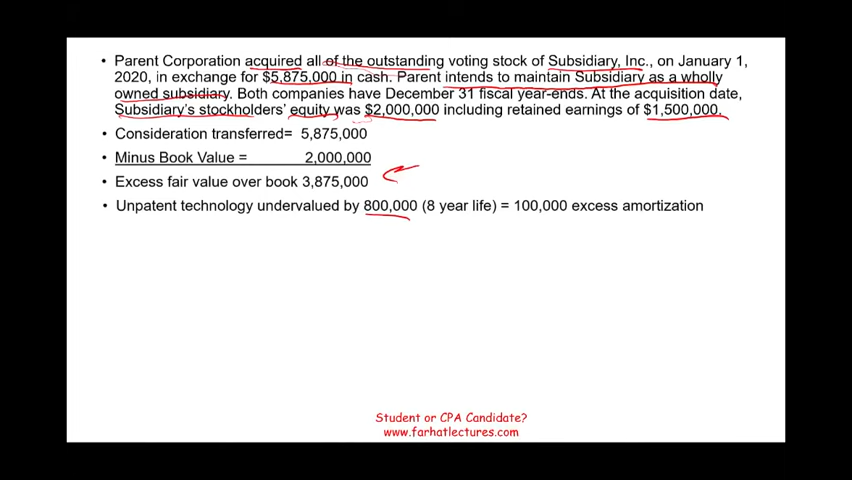 • Parent Corporation acquired all of the outstanding voting stock of Subsidiary, Inc., on January 1,
2020, in exchange for $5,875,000 in cash. Parent intends to maintain Subsidiary as a wholly
owned subsidiary. Both companies have December 31 fiscal year-ends. At the acquisition date,
Subsidiary's stockholders' equity was $2,000,000 including retained earnings of $1,500,000.
• Consideration transferred= 5,875,000
• Minus Book Value = 2,000,000
• Excess fair value over book 3,875,000
• Unpatent technology undervalued by 800,000 (8 year life) = 100,000 excess amortization
Student or CPA Candidate?
www.farhatlectures.com